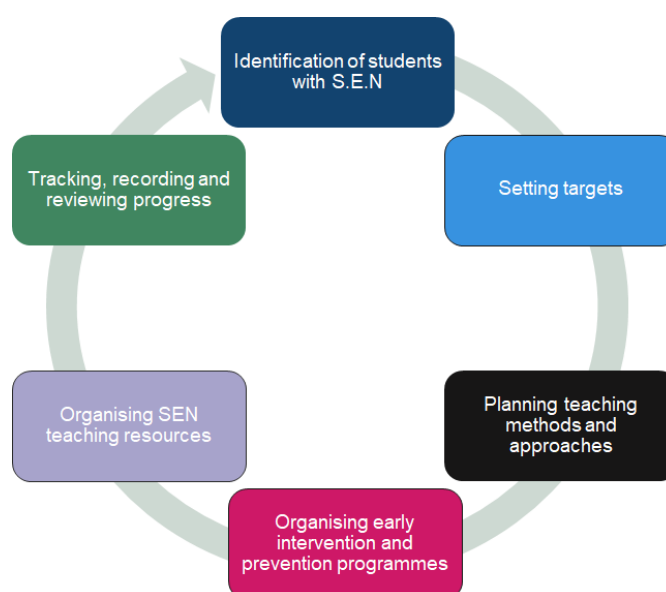 Identification of students
with S.E.N
Setting targets
Planning teaching
methods and
approaches
Organising early
intervention and
prevention programmes
Organising SEN
teaching resources
Tracking, recording and
reviewing progress